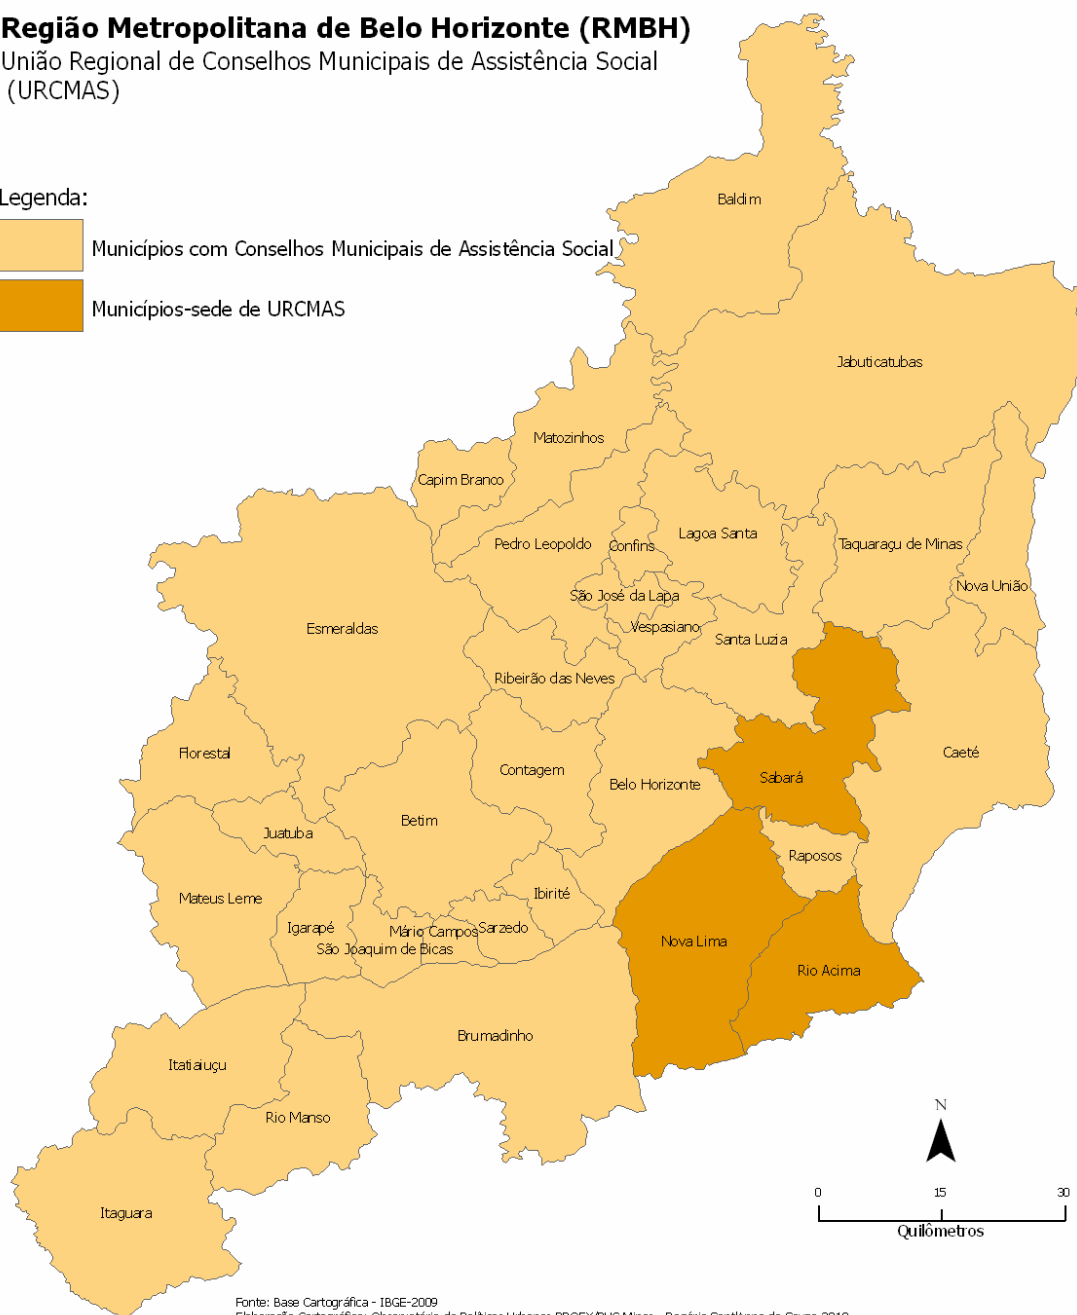 Região Metropolitana de Belo Horizonte (RMBH)
União Regional de Conselhos Municipais de Assistência Social
(URCMAS)
Legenda:
Municípios com Conselhos Municipais de Assistência Social
Municípios-sede de URCMAS
Baldim
Jabuticatubas
Matozinhos
Capim Branco
Lagoa Santa
Pedro Leopoldo
Confins
Taquaraçu de Minas
Nova União
São José da Lapa
Vespasiano
Esmeraldas
Santa Luzia
Ribeirão das Neves
Florestal
Caeté
Contagem
Sabará
Belo Horizonte
Betim
Juatuba
Raposos
Ibirité
Mateus Leme
Igarapé
Mário Campos
Sarzedo
São Joaquim de Bicas
Nova Lima
Rio Acima
Brumadinho
Itatiaiuçu
Rio Manso
Itaguara
N
0 15 30
Quilômetros
Fonte: Base Cartográfica - IBGE-2009